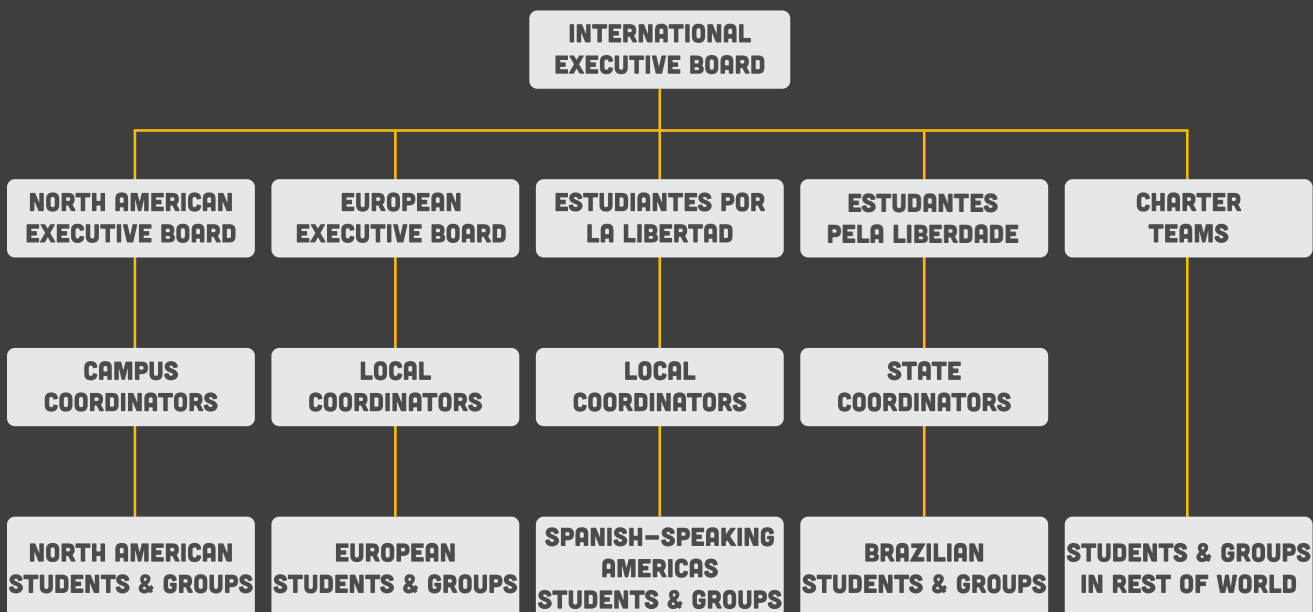 INTERNATIONAL
EXECUTIVE BOARD
NORTH AMERICAN
EXECUTIVE BOARD
EUROPEAN
EXECUTIVE BOARD
ESTUDIANTES POR
LA LIBERTAD
ESTUDANTES
PELA LIBERDADE
CHARTER
TEAMS
CAMPUS
COORDINATORS
LOCAL
COORDINATORS
LOCAL
COORDINATORS
STATE
COORDINATORS
NORTH AMERICAN
STUDENTS & GROUPS
EUROPEAN
STUDENTS & GROUPS
SPANISH-SPEAKING
AMERICAS
STUDENTS & GROUPS
BRAZILIAN
STUDENTS & GROUPS
STUDENTS & GROUPS
IN REST OF WORLD